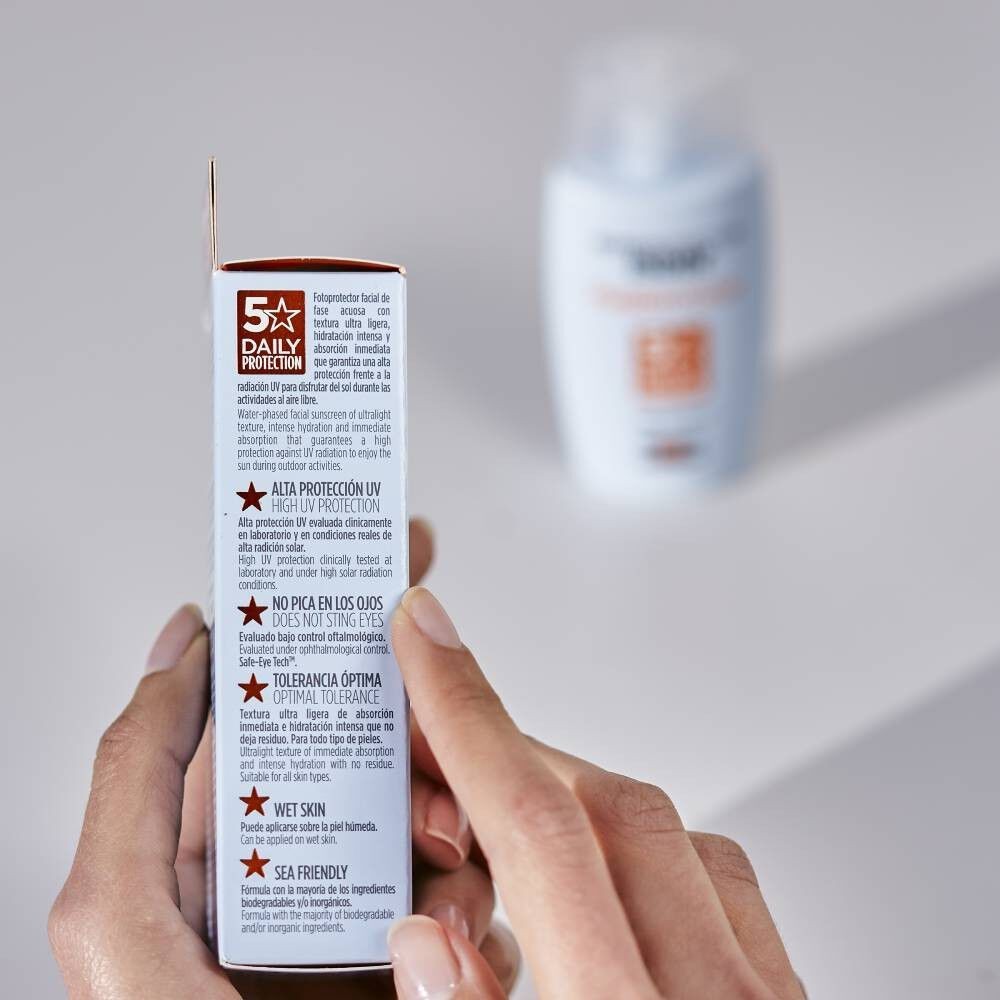 5
DAILY
PROTECTION
Fotoprotector facial de
fase acuosa con
textura ultra ligera,
hidratación intensa y
absorción inmediata
que garantiza una alta
protección frente a la
radiación UV para disfrutar del sol durante las
actividades al aire libre.
Water-phased facial sunscreen of ultralight
texture, intense hydration and immediate
absorption that guarantees a high
protection against UV radiation to enjoy the
sun during outdoor activities.
ALTA PROTECCIÓN UV
HIGH UV PROTECTION
Alta protección UV evaluada clínicamente
en laboratorio y en condiciones reales de
alta radición solar.
High UV protection clinically tested at
laboratory and under high solar radiation
conditions.
NO PICA EN LOS OJOS
DOES NOT STING EYES
Evaluado bajo control oftalmológico.
Evaluated under ophthalmological control.
Safe-Eye Tech™.
TOLERANCIA ÓPTIMA
OPTIMAL TOLERANCE
Textura ultra ligera de absorción
inmediata e hidratación intensa que no
deja residuo. Para todo tipo de pieles.
Ultralight texture of immediate absorption
and intense hydration with no residue.
Suitable for all skin types.
WET SKIN
Puede aplicarse sobre la piel húmeda.
Can be applied on wet skin.
SEA FRIENDLY
Fórmula con la mayoría de los ingredientes
biodegradables y/o inorgánicos.
Formula with the majority of biodegradable
and/or inorganic ingredients.